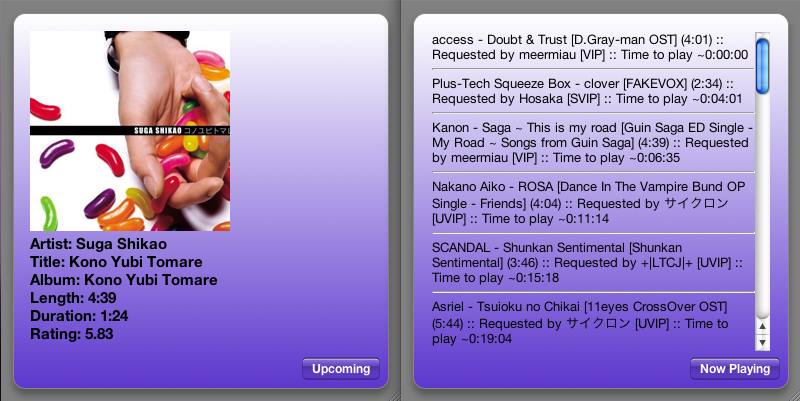 SUGA SHIKAO コノユビトマレ
Artist: Suga Shikao
Title: Kono Yubi Tomare
Album: Kono Yubi Tomare
Length: 4:39
Duration: 1:24
Rating: 5.83
Upcoming
access - Doubt & Trust [D.Gray-man OST] (4:01) ::
Requested by meermiau [VIP] :: Time to play ~0:00:00
Plus-Tech Squeeze Box - clover [FAKEVOX] (2:34) ::
Requested by Hosaka [SVIP] :: Time to play ~0:04:01
Kanon - Saga ~ This is my road [Guin Saga ED Single -
My Road ~ Songs from Guin Saga] (4:39) :: Requested
by meermiau [VIP] :: Time to play ~0:06:35
Nakano Aiko - ROSA [Dance In The Vampire Bund OP
Single - Friends] (4:04) :: Requested by サイクロン
[UVIP] :: Time to play ~0:11:14
SCANDAL - Shunkan Sentimental [Shunkan
Sentimental] (3:46) :: Requested by +|LTCJ|+ [UVIP] ::
Time to play ~0:15:18
Asriel - Tsuioku no Chikai [11eyes CrossOver OST]
(5:44) :: Requested by サイクロン [UVIP] :: Time to
play ~0:19:04
Now Playing